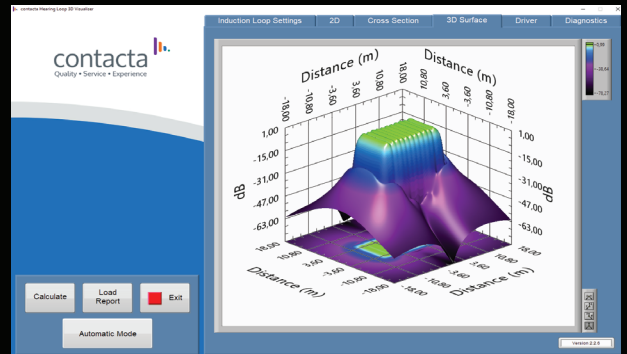 contacta Hearing Loop 3D Visualiser
Induction Loop Settings
2D
Cross Section
3D Surface
Driver
Diagnostics
contacta
Quality • Service • Experience
Distance (m)
Distance (m)
-18,00
-10,80
-3,60
3,60
10,80
18,00
18,00
10,80
3,60
-3,60
-10,80
-18,00
1,00
-15,00
-31,00
-47,00
-63,00
dB
1,00
-15,00
-31,00
-47,00
-63,00
dB
18,00
10,80
3,60
-3,60
-10,80
-18,00
Distance (m)
-18,00
-10,80
-3,60
3,60
10,80
18,00
Distance (m)
Calculate
Load
Report
Exit
Automatic Mode